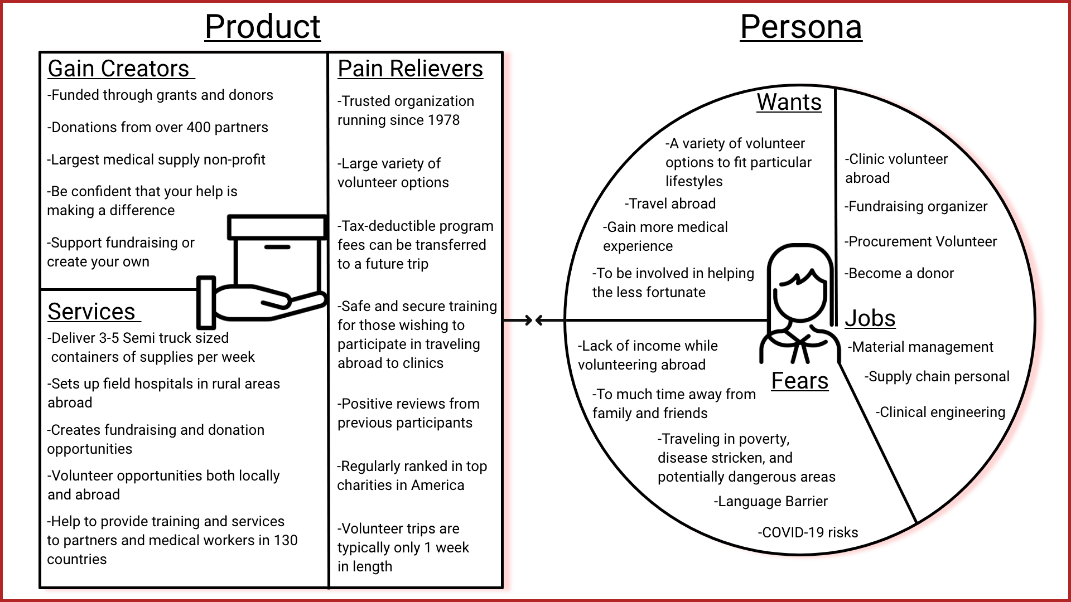 Product
Gain Creators
-Funded through grants and donors
-Donations from over 400 partners
-Largest medical supply non-profit
-Be confident that your help is
making a difference
-Support fundraising or
create your own
Services
-Deliver 3-5 Semi truck sized
containers of supplies per week
-Sets up field hospitals in rural areas
abroad
-Creates fundraising and donation
opportunities
-Volunteer opportunities both locally
and abroad
-Help to provide training and services
to partners and medical workers in 130
countries
Pain Relievers
-Trusted organization
running since 1978
-Large variety of
volunteer options
-Tax-deductible program
fees can be transferred
to a future trip
-Safe and secure training
for those wishing to
participate in traveling
abroad to clinics
-Positive reviews from
previous participants
-Regularly ranked in top
charities in America
-Volunteer trips are
typically only 1 week
in length
Persona
Wants
-A variety of volunteer
options to fit particular
lifestyles
-Travel abroad
-Gain more medical
experience
-To be involved in helping
the less fortunate
-Clinic volunteer
abroad
-Fundraising organizer
-Procurement Volunteer
-Become a donor
Jobs
-Material management
-Supply chain personal
-Clinical engineering
Fears
-Lack of income while
volunteering abroad
-To much time away from
family and friends
-Traveling in poverty,
disease stricken, and
potentially dangerous areas
-Language Barrier
-COVID-19 risks